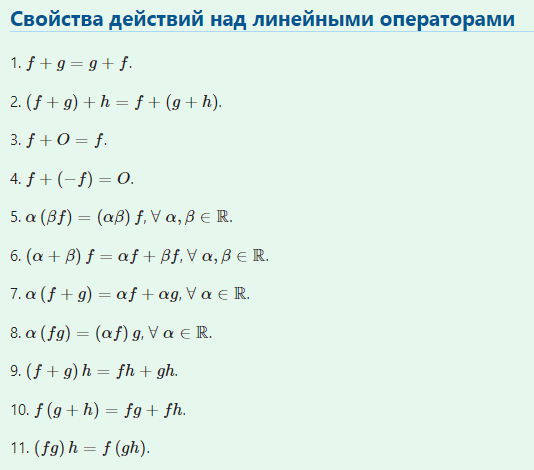 Свойства действий над линейными операторами
1. f + g = g + f.
2. (f + g) + h = f + (g + h).
3. f + O = f.
4. f + (−f) = O.
5. α (βf) = (αβ) f, ∀ α, β ∈ ℝ.
6. (α + β) f = αf + βf, ∀ α, β ∈ ℝ.
7. α (f + g) = αf + αg, ∀ α ∈ ℝ.
8. α (fg) = (αf) g, ∀ α ∈ ℝ.
9. (f + g) h = fh + gh.
10. f (g + h) = fg + fh.
11. (fg) h = f (gh).